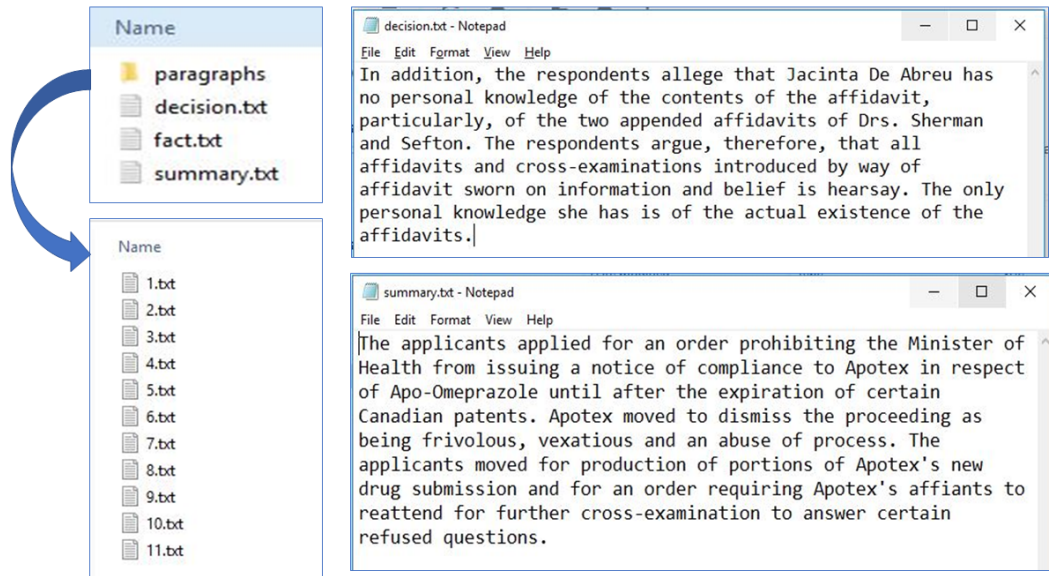 Name
paragraphs
decision.txt
fact.txt
summary.txt
Name
1.txt
2.txt
3.txt
4.txt
5.txt
6.txt
7.txt
8.txt
9.txt
10.txt
11.txt
decision.txt - Notepad
File Edit Format View Help
In addition, the respondents allege that Jacinta De Abreu has
no personal knowledge of the contents of the affidavit,
particularly, of the two appended affidavits of Drs. Sherman
and Sefton. The respondents argue, therefore, that all
affidavits and cross-examinations introduced by way of
affidavit sworn on information and belief is hearsay. The only
personal knowledge she has is of the actual existence of the
affidavits.
summary.txt - Notepad
File Edit Format View Help
The applicants applied for an order prohibiting the Minister of
Health from issuing a notice of compliance to Apotex in respect
of Apo-Omeprazole until after the expiration of certain
Canadian patents. Apotex moved to dismiss the proceeding as
being frivolous, vexatious and an abuse of process. The
applicants moved for production of portions of Apotex's new
drug submission and for an order requiring Apotex's affiants to
reattend for further cross-examination to answer certain
refused questions.